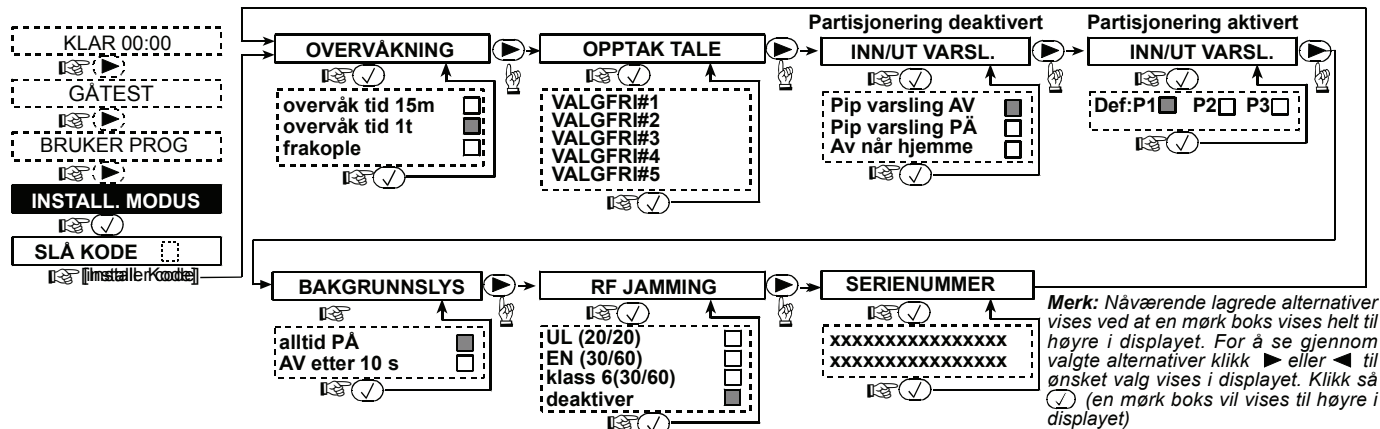 KLAR 00:00
GÅTEST
BRUKER PROG
INSTALL. MODUS
SLÅ KODE
OVERVÅKNING
overvåk tid 15m
overvåk tid 1t
frakople
OPPTAK TALE
VALGFRI#1
VALGFRI#2
VALGFRI#3
VALGFRI#4
VALGFRI#5
Partisjonering deaktivert
INN/UT VARSL.
Pip varsling AV
Pip varsling PÄ
Av når hjemme
Partisjonering aktivert
INN/UT VARSL.
Def:P1 P2 P3
BAKGRUNNSLYS
alltid PÅ
AV etter 10 s
RF JAMMING
UL (20/20)
EN (30/60)
klass 6(30/60)
deaktiver
SERIENUMMER
xxxxxxxxxxxxxxxx
xxxxxxxxxxxxxxxx
Merk: Nåværende lagrede alternativer
vises ved at en mørk boks vises helt til
høyre i displayet. For å se gjennom
valgte alternativer klikk ▶ eller ◀ til
ønsket valg vises i displayet. Klikk så
(en mørk boks vil vises til høyre i
displayet)